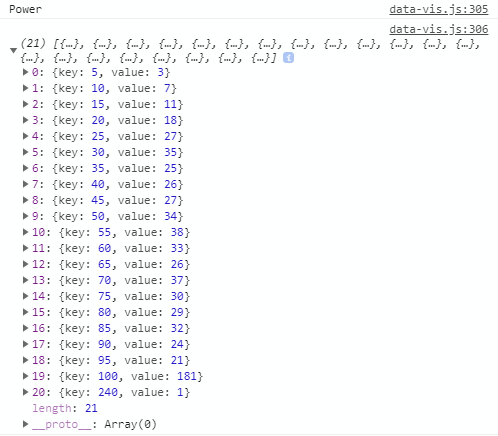 Power data-vis.js:305
data-vis.js:306
(21) [{…}, {…}, {…}, {…}, {…}, {…}, {…}, {…}, {…}, {…}, {…}, {…}, {…},
{…}, {…}, {…}, {…}, {…}, {…}, {…}, {…}] i
0: {key: 5, value: 3}
1: {key: 10, value: 7}
2: {key: 15, value: 11}
3: {key: 20, value: 18}
4: {key: 25, value: 27}
5: {key: 30, value: 35}
6: {key: 35, value: 25}
7: {key: 40, value: 26}
8: {key: 45, value: 27}
9: {key: 50, value: 34}
10: {key: 55, value: 38}
11: {key: 60, value: 33}
12: {key: 65, value: 26}
13: {key: 70, value: 37}
14: {key: 75, value: 30}
15: {key: 80, value: 29}
16: {key: 85, value: 32}
17: {key: 90, value: 24}
18: {key: 95, value: 21}
19: {key: 100, value: 181}
20: {key: 240, value: 1}
length: 21
__proto__: Array(0)